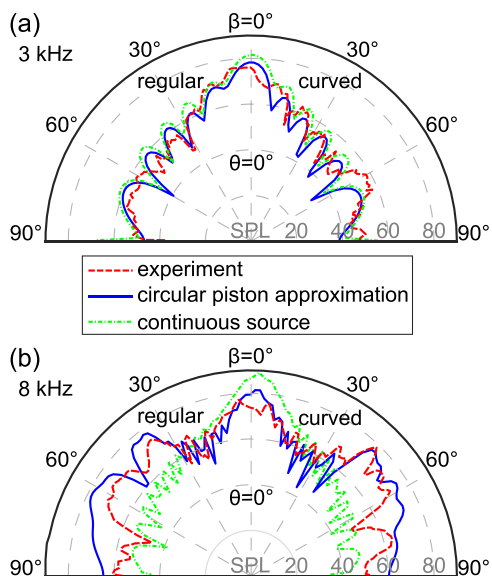 (a)
β=0°
3 kHz
30°
30°
regular
curved
60°
60°
θ=0°
90°
SPL 20 40 60 80
90°
experiment
circular piston approximation
continuous source
(b)
β=0°
8 kHz
30°
30°
regular
curved
60°
60°
θ=0°
90°
SPL 20 40 60 80
90°